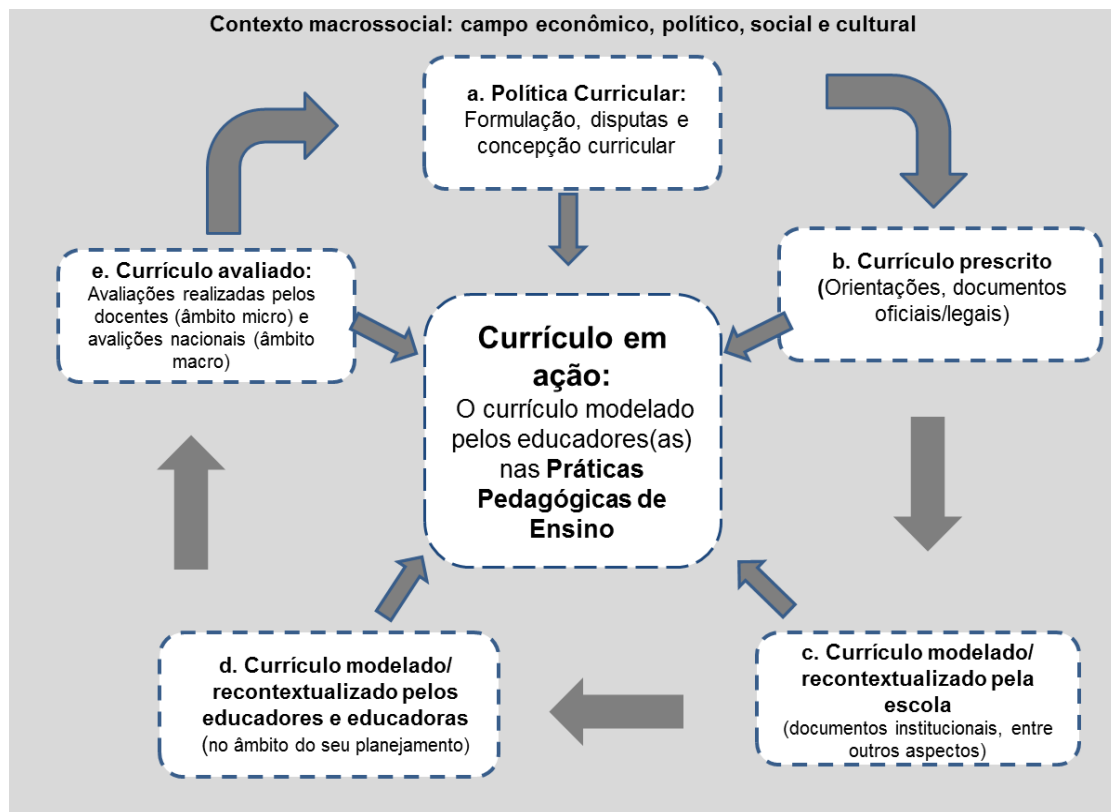 Contexto macrossocial: campo econômico, político, social e cultural
a. Política Curricular:
Formulação, disputas e
concepção curricular
b. Currículo prescrito
(Orientações, documentos
oficiais/legais)
c. Currículo modelado/
recontextualizado pela
escola
(documentos institucionais, entre
outros aspectos)
d. Currículo modelado/
recontextualizado pelos
educadores e educadoras
(no âmbito do seu planejamento)
e. Currículo avaliado:
Avaliações realizadas pelos
docentes (âmbito micro) e
avalições nacionais (âmbito
macro)
Currículo em
ação:
O currículo modelado
pelos educadores(as)
nas Práticas
Pedagógicas de
Ensino